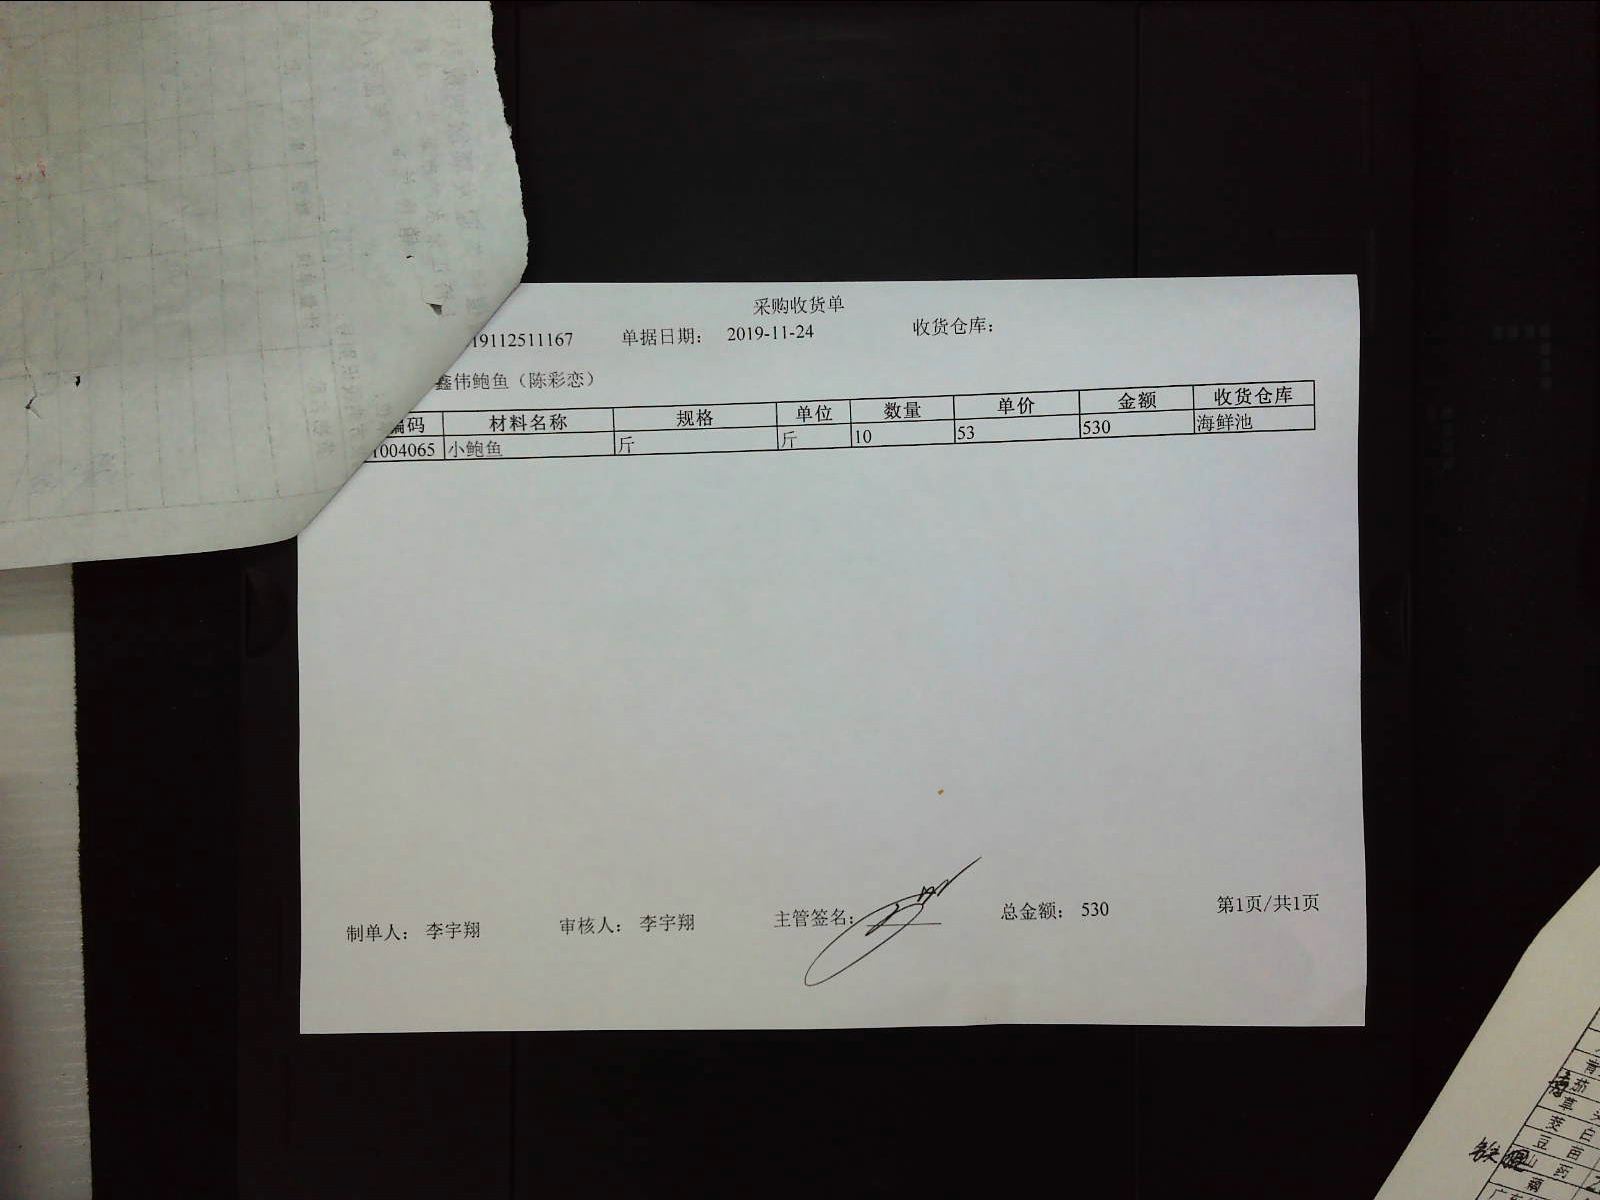 采购收货单
19112511167 单据日期： 2019-11-24 收货仓库：
鑫伟鲍鱼（陈彩恋）
编码 材料名称 规格 单位 数量 单价 金额 收货仓库
1004065 小鲍鱼 斤 斤 10 53 530 海鲜池
制单人： 李宇翔 审核人： 李宇翔 主管签名： 总金额： 530 第1页/共1页